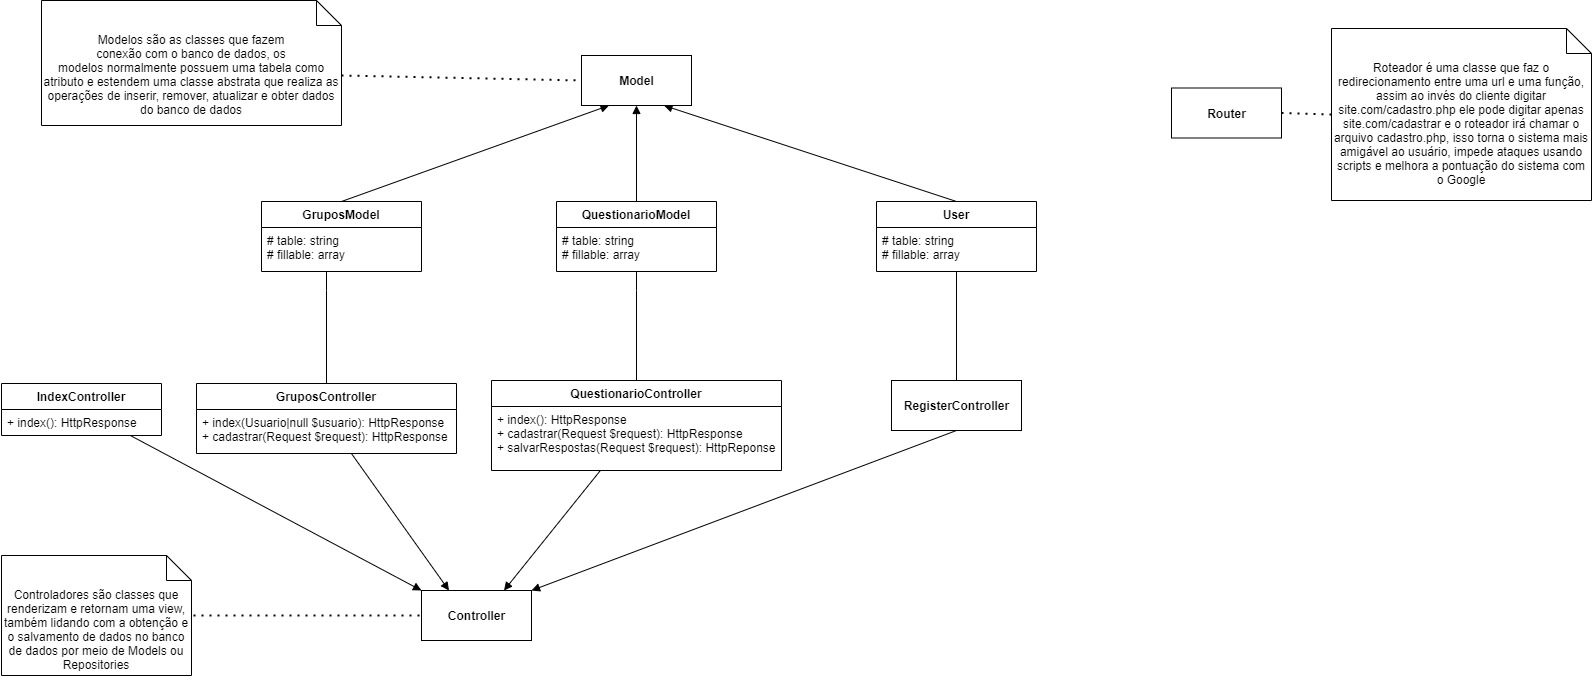 Modelos são as classes que fazem
conexão com o banco de dados, os
modelos normalmente possuem uma tabela como
atributo e estendem uma classe abstrata que realiza as
operações de inserir, remover, atualizar e obter dados
do banco de dados
Model
Router
Roteador é uma classe que faz o
redirecionamento entre uma url e uma função,
assim ao invés do cliente digitar
site.com/cadastro.php ele pode digitar apenas
site.com/cadastrar e o roteador irá chamar o
arquivo cadastro.php, isso torna o sistema mais
amigável ao usuário, impede ataques usando
scripts e melhora a pontuação do sistema com
o Google
GruposModel
# table: string
# fillable: array
QuestionarioModel
# table: string
# fillable: array
User
# table: string
# fillable: array
IndexController
+ index(): HttpResponse
GruposController
+ index(Usuario|null $usuario): HttpResponse
+ cadastrar(Request $request): HttpResponse
QuestionarioController
+ index(): HttpResponse
+ cadastrar(Request $request): HttpResponse
+ salvarRespostas(Request $request): HttpReponse
RegisterController
Controladores são classes que
renderizam e retornam uma view,
também lidando com a obtenção e
o salvamento de dados no banco
de dados por meio de Models ou
Repositories
Controller